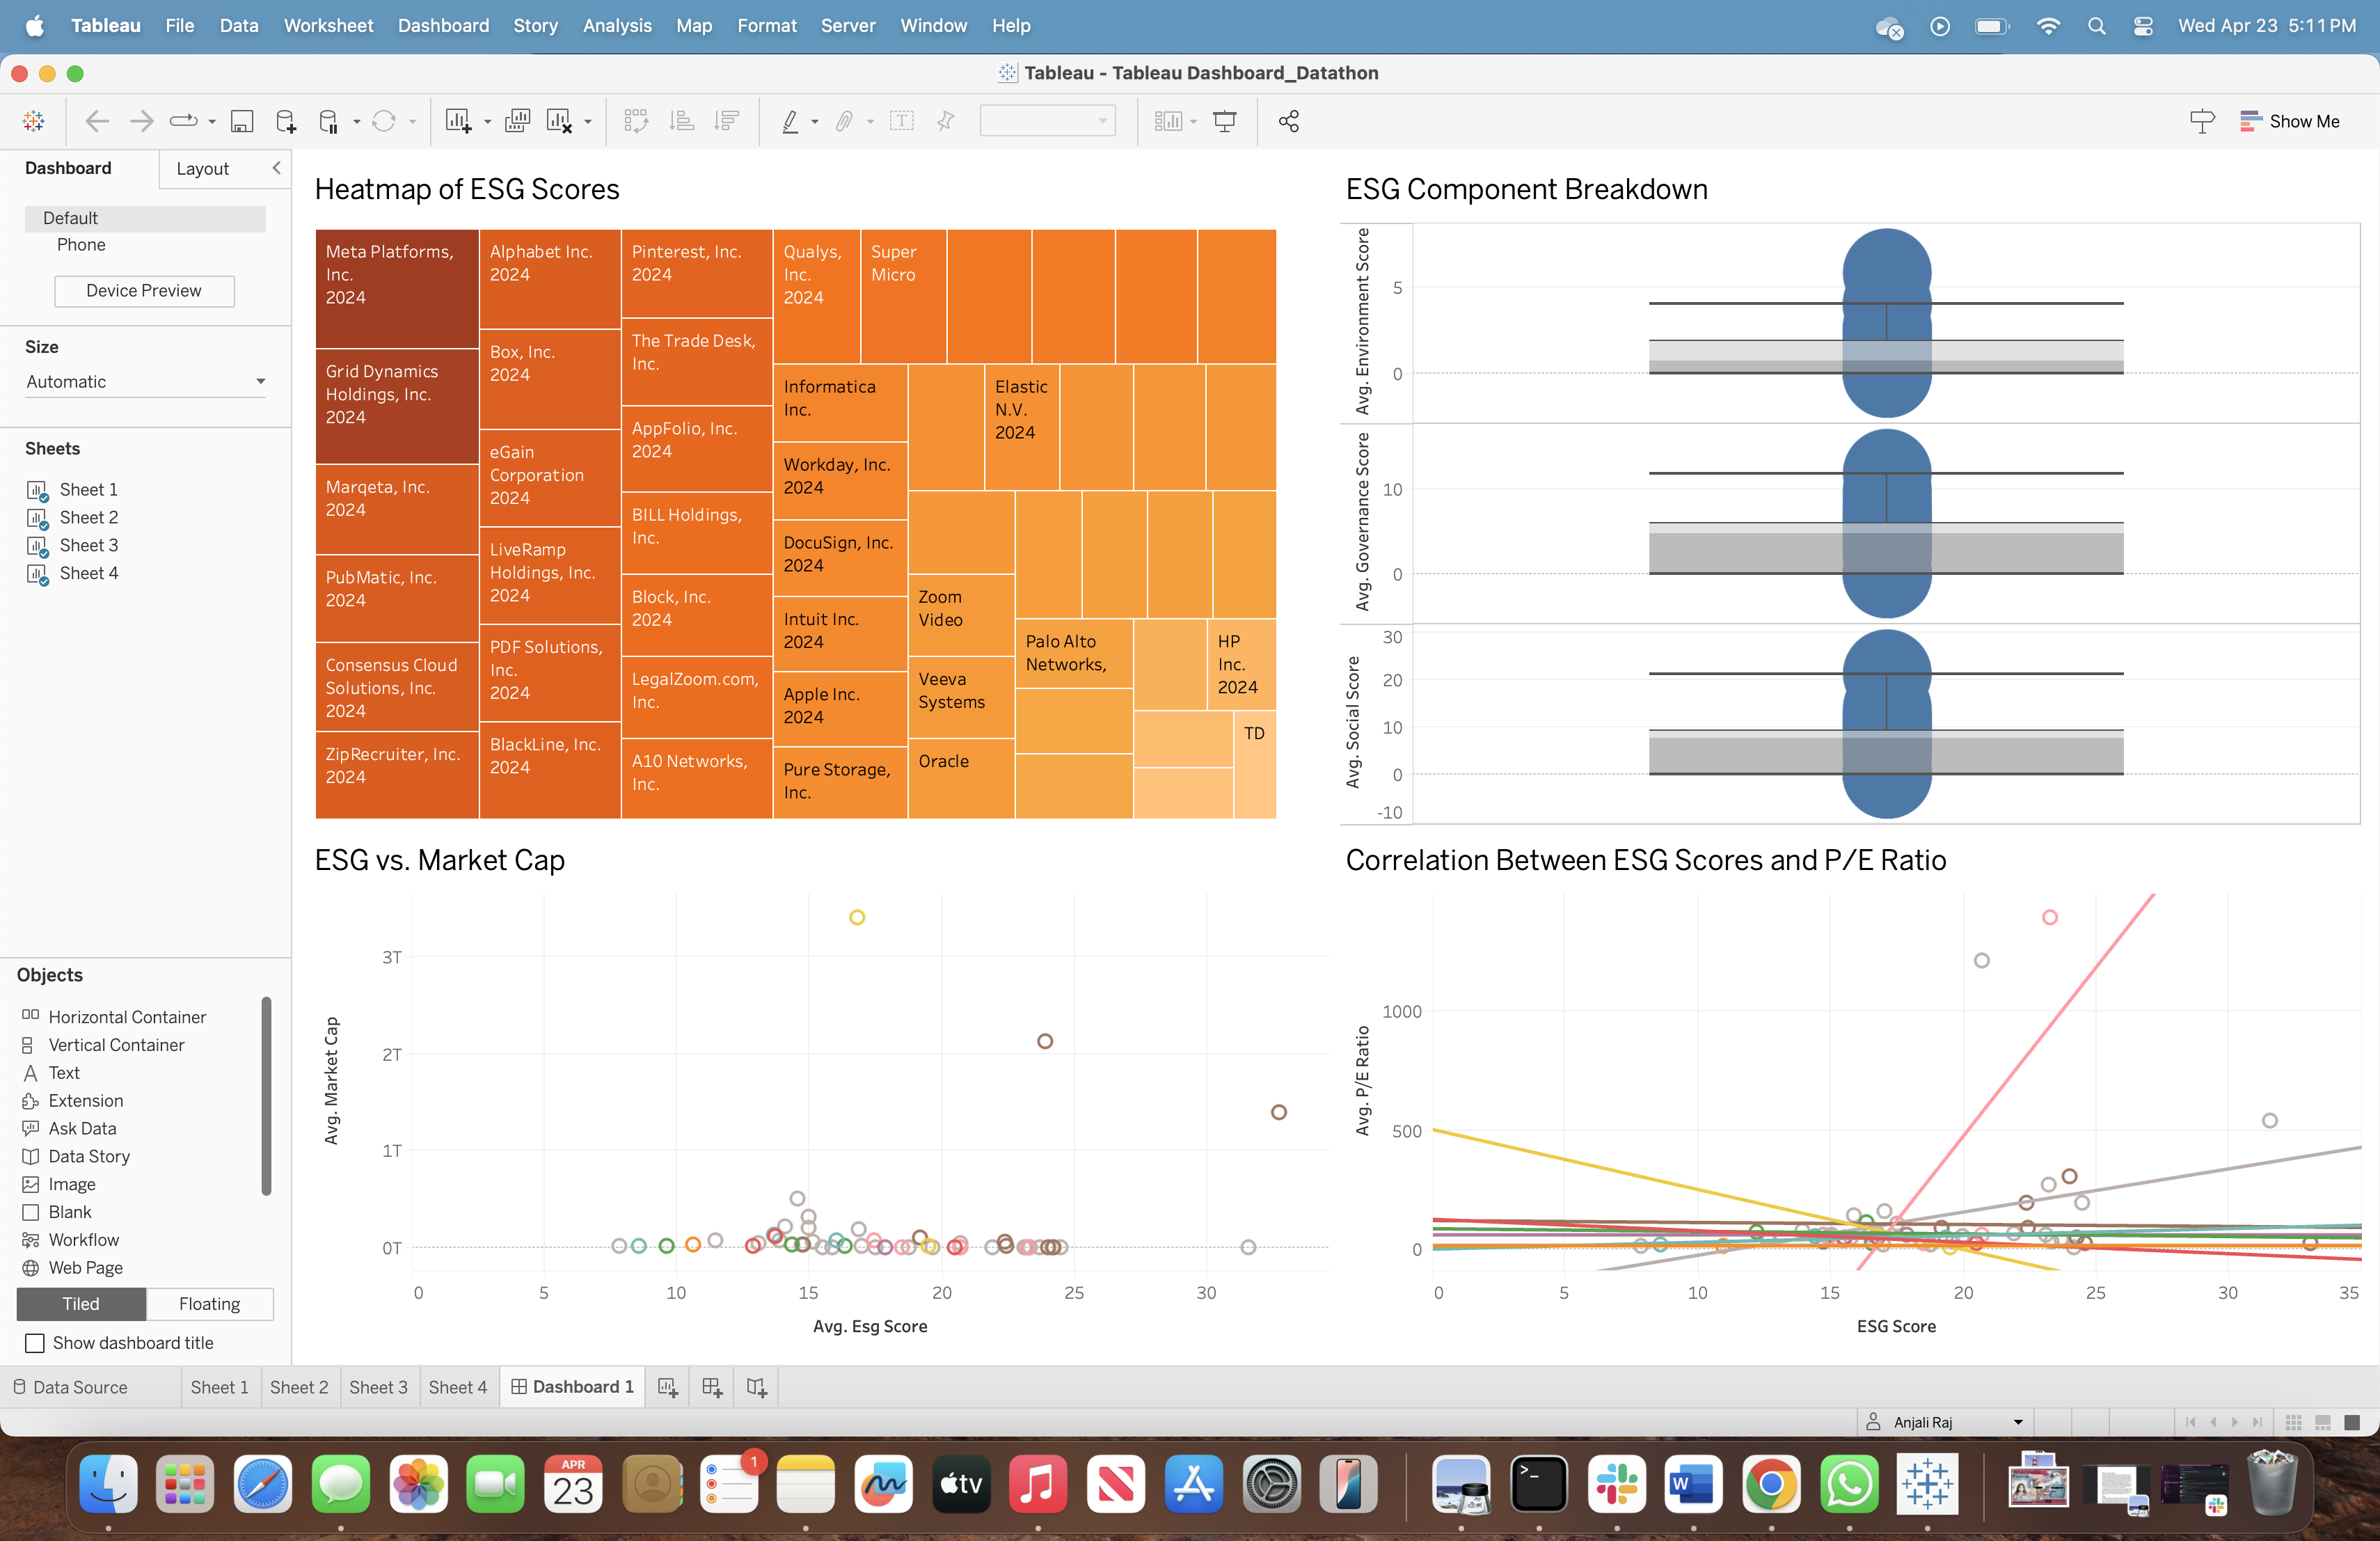 Tableau File Data Worksheet Dashboard Story Analysis Map Format Server Window Help
Wed Apr 23 5:11 PM
Tableau - Tableau Dashboard_Datathon
Show Me
Dashboard
Layout
Default
Phone
Device Preview
Size
Automatic
Sheets
Sheet 1
Sheet 2
Sheet 3
Sheet 4
Objects
Horizontal Container
Vertical Container
Text
Extension
Ask Data
Data Story
Image
Blank
Workflow
Web Page
Tiled
Floating
Show dashboard title
Heatmap of ESG Scores
Meta Platforms,
Inc.
2024
Grid Dynamics
Holdings, Inc.
2024
Marqeta, Inc.
2024
PubMatic, Inc.
2024
Consensus Cloud
Solutions, Inc.
2024
ZipRecruiter, Inc.
2024
Alphabet Inc.
2024
Box, Inc.
2024
eGain
Corporation
2024
LiveRamp
Holdings, Inc.
2024
PDF Solutions,
Inc.
2024
BlackLine, Inc.
2024
Pinterest, Inc.
2024
The Trade Desk,
Inc.
AppFolio, Inc.
2024
BILL Holdings,
Inc.
Block, Inc.
2024
LegalZoom.com,
Inc.
A10 Networks,
Inc.
Qualys,
Inc.
2024
Super
Micro
Informatica
Inc.
Workday, Inc.
2024
DocuSign, Inc.
2024
Intuit Inc.
2024
Apple Inc.
2024
Pure Storage,
Inc.
Elastic
N.V.
2024
Zoom
Video
Veeva
Systems
Oracle
Palo Alto
Networks,
HP
Inc.
2024
TD
ESG Component Breakdown
Avg. Environment Score
5
0
Avg. Governance Score
10
0
Avg. Social Score
30
20
10
0
-10
ESG vs. Market Cap
Avg. Market Cap
3T
2T
1T
0T
0 5 10 15 20 25 30
Avg. Esg Score
Correlation Between ESG Scores and P/E Ratio
Avg. P/E Ratio
1000
500
0
0 5 10 15 20 25 30 35
ESG Score
Data Source
Sheet 1
Sheet 2
Sheet 3
Sheet 4
Dashboard 1
Anjali Raj
APR
23
1
tv
W